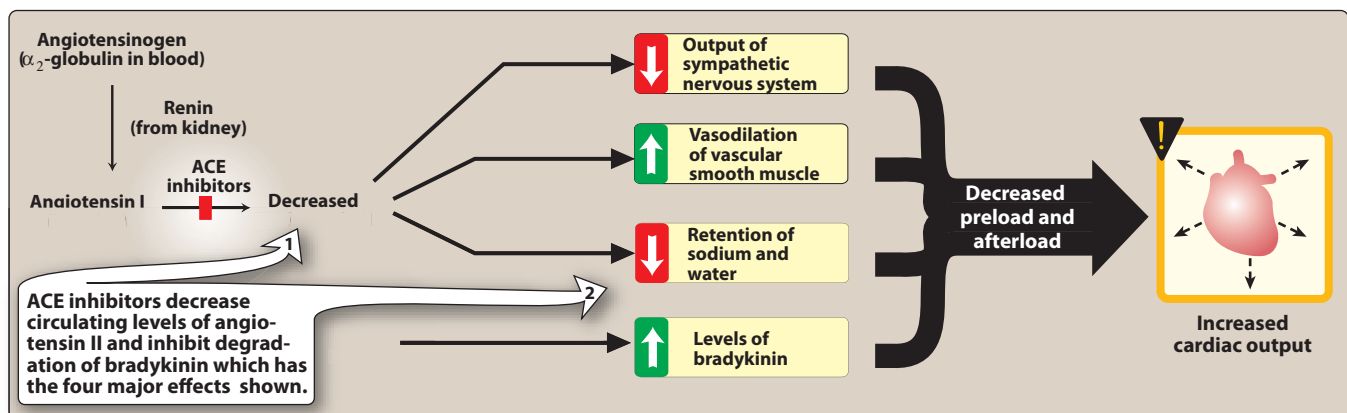 Angiotensinogen
(α₂-globulin in blood)
Renin
(from kidney)
ACE
inhibitors
Angiotensin I
Decreased
1
2
ACE inhibitors decrease
circulating levels of angio-
tensin II and inhibit degrad-
ation of bradykinin which has
the four major effects shown.
Output of
sympathetic
nervous system
Vasodilation
of vascular
smooth muscle
Retention of
sodium and
water
Levels of
bradykinin
Decreased
preload and
afterload
!
Increased
cardiac output